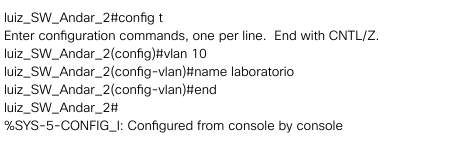 luiz_SW_Andar_2#config t
Enter configuration commands, one per line.  End with CNTL/Z.
luiz_SW_Andar_2(config)#vlan 10
luiz_SW_Andar_2(config-vlan)#name laboratorio
luiz_SW_Andar_2(config-vlan)#end
luiz_SW_Andar_2#
%SYS-5-CONFIG_I: Configured from console by console